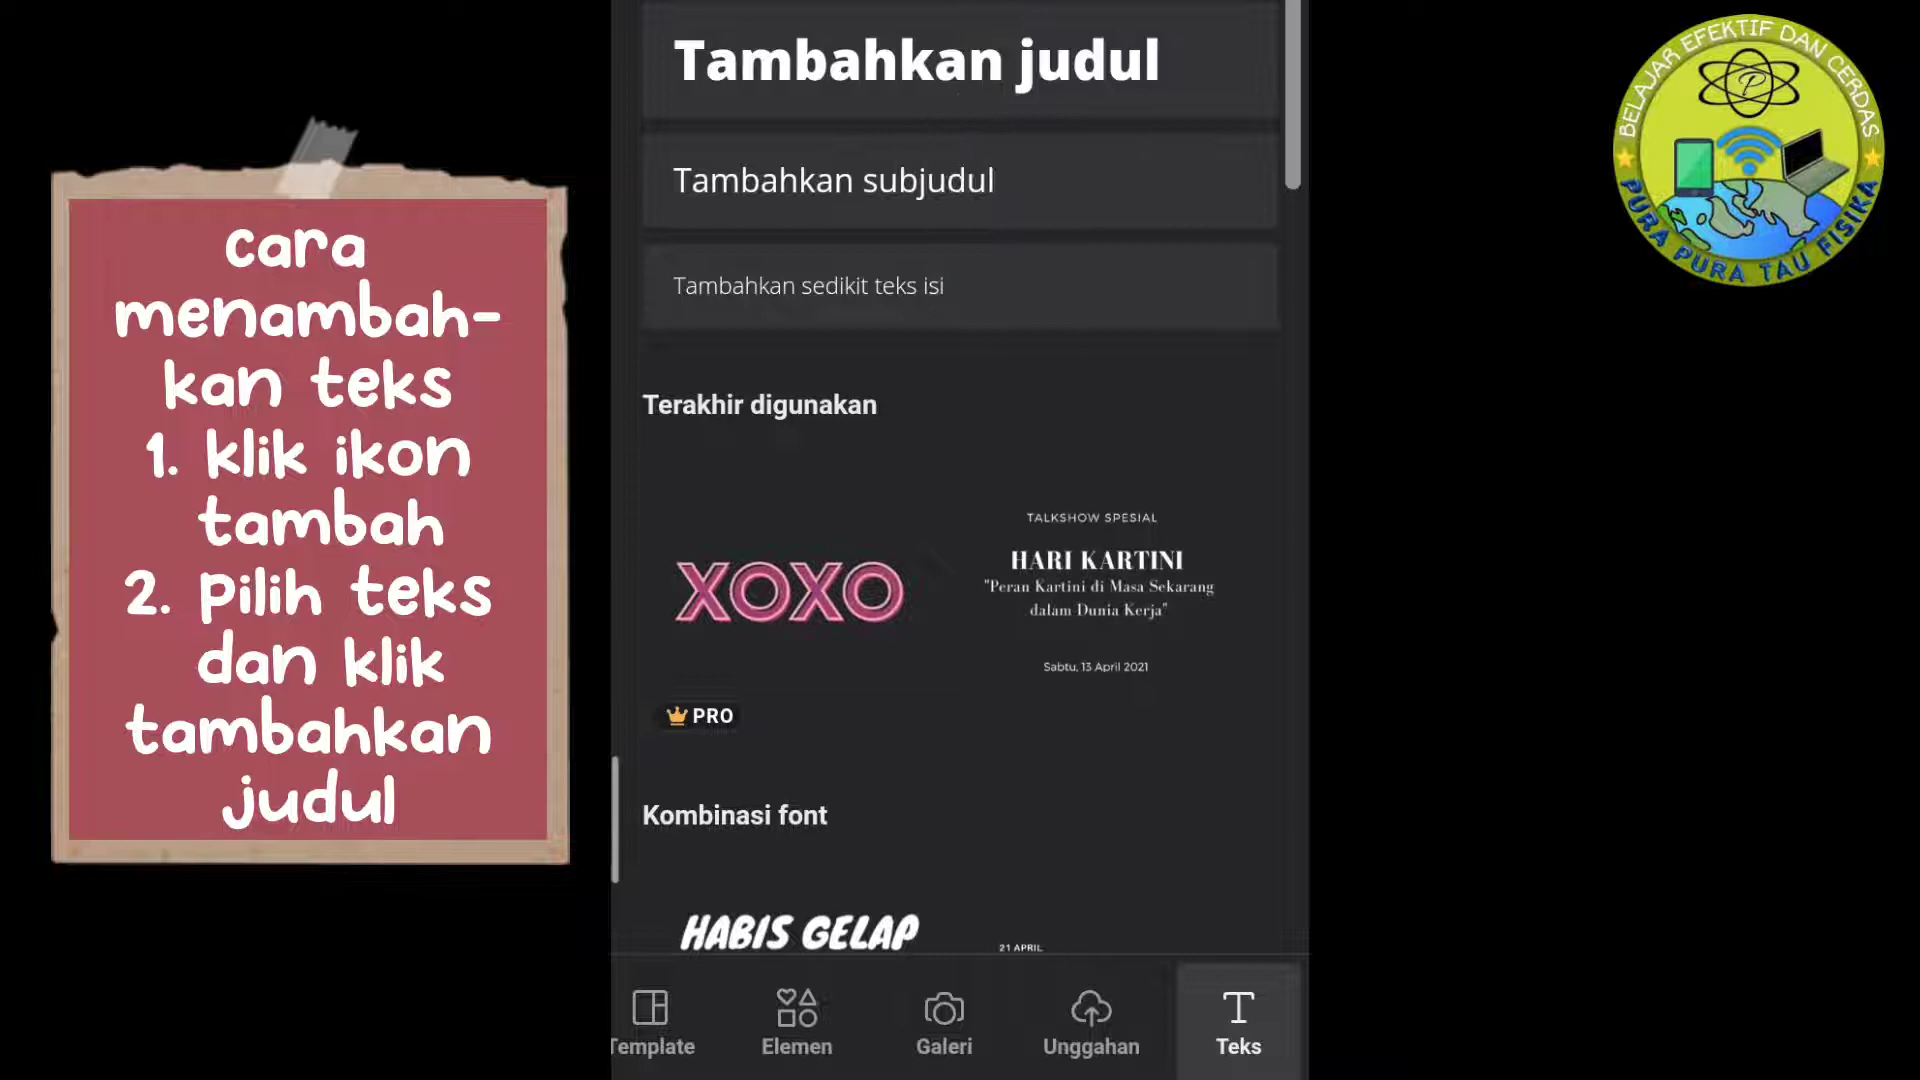 cara
menambah-
kan teks
1. klik ikon
tambah
2. pilih teks
dan klik
tambahkan
judul
Tambahkan judul
Tambahkan subjudul
Tambahkan sedikit teks isi
Terakhir digunakan
XOXO
PRO
TALKSHOW SPESIAL
HARI KARTINI
"Peran Kartini di Masa Sekarang
dalam Dunia Kerja"
Sabtu, 13 April 2021
Kombinasi font
HABIS GELAP
21 APRIL
Template
Elemen
Galeri
Unggahan
Teks
BELAJAR EFEKTIF DAN CERDAS
P
PURA PURA TAU FISIKA